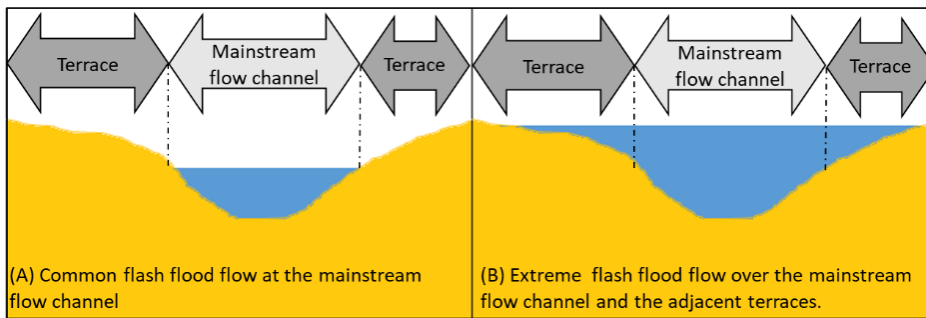 Terrace
Mainstream
flow channel
Terrace
Terrace
Mainstream
flow channel
Terrace
(A) Common flash flood flow at the mainstream
flow channel
(B) Extreme  flash flood flow over the mainstream
flow channel and the adjacent terraces.